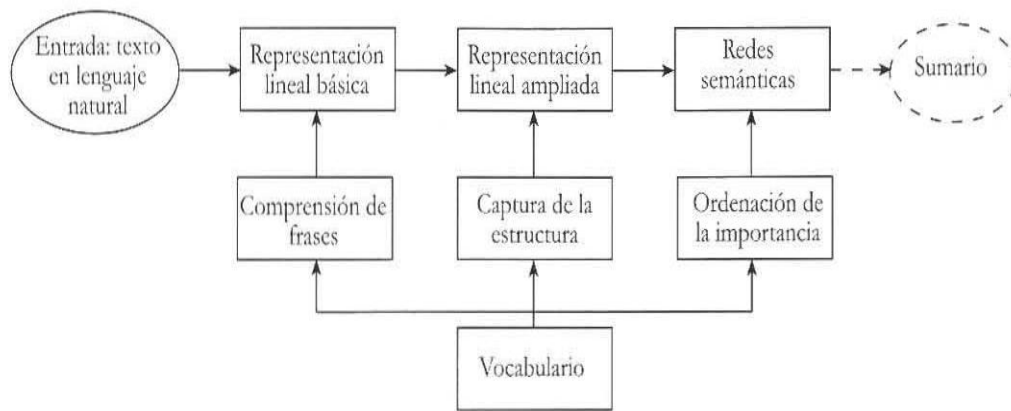 Entrada: texto
en lenguaje
natural
Representación
lineal básica
Representación
lineal ampliada
Redes
semánticas
Sumario
Comprensión de
frases
Captura de la
estructura
Ordenación de
la importancia
Vocabulario